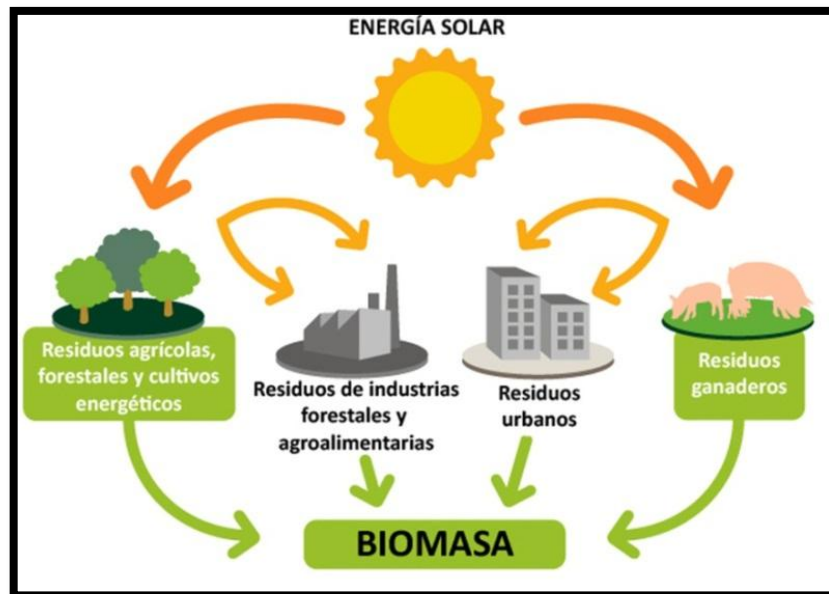 ENERGÍA SOLAR
Residuos agrícolas,
forestales y cultivos
energéticos
Residuos de industrias
forestales y
agroalimentarias
Residuos
urbanos
Residuos
ganaderos
BIOMASA